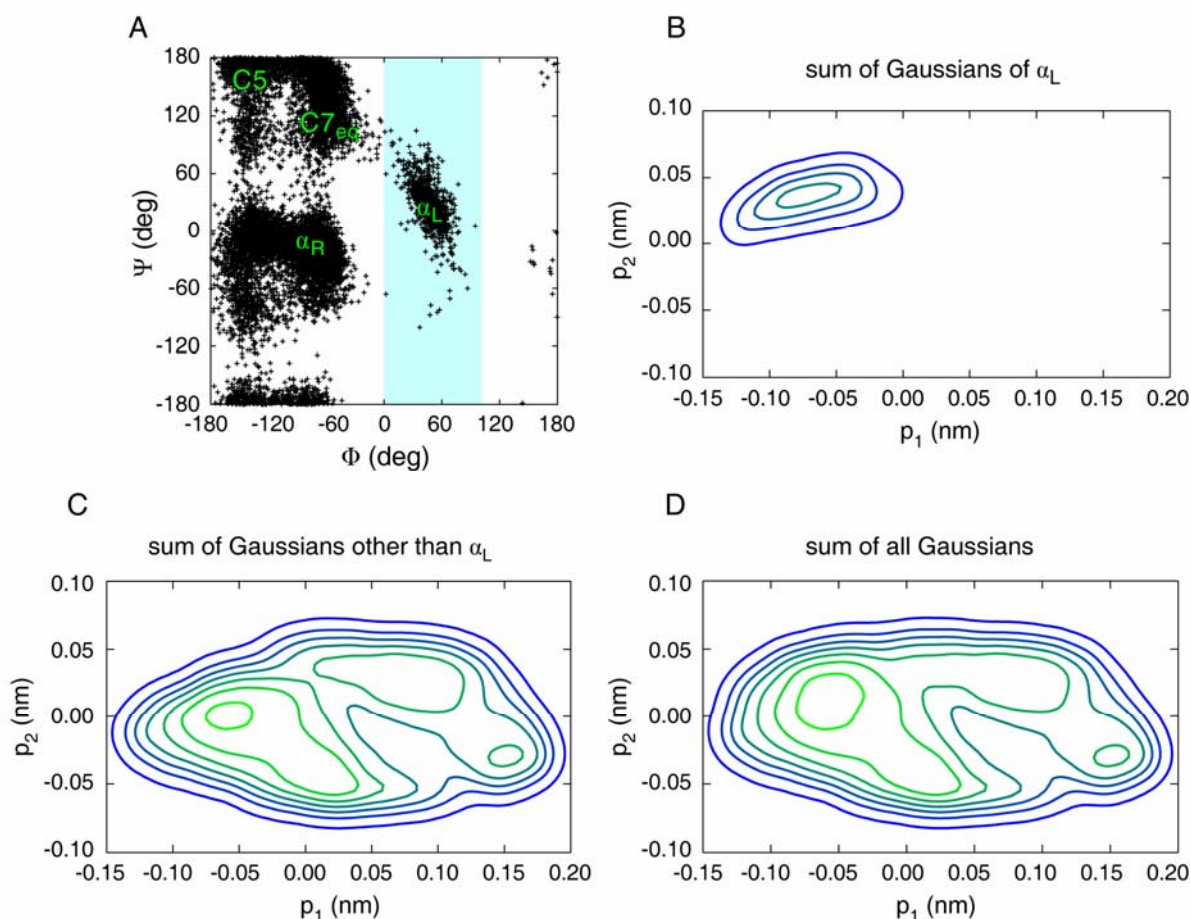 A
180
120
60
0
-60
-120
-180
Ψ (deg)
-180 -120 -60 0 60 120 180
Φ (deg)
C5
C7eq
αR
αL
B
sum of Gaussians of αL
0.10
0.05
0.00
-0.05
-0.10
p2 (nm)
-0.15 -0.10 -0.05 0.00 0.05 0.10 0.15 0.20
p1 (nm)
C
sum of Gaussians other than αL
0.10
0.05
0.00
-0.05
-0.10
p2 (nm)
-0.15 -0.10 -0.05 0.00 0.05 0.10 0.15 0.20
p1 (nm)
D
sum of all Gaussians
0.10
0.05
0.00
-0.05
-0.10
p2 (nm)
-0.15 -0.10 -0.05 0.00 0.05 0.10 0.15 0.20
p1 (nm)